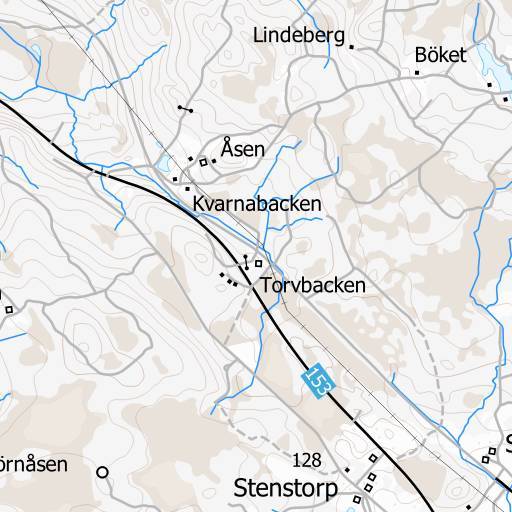 Lindeberg
Böket
Åsen
Kvarnabacken
Torvbacken
153
128
Stenstorp